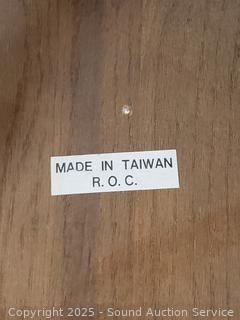 MADE IN TAIWAN
R. O. C.
Copyright 2025 - Sound Auction Service